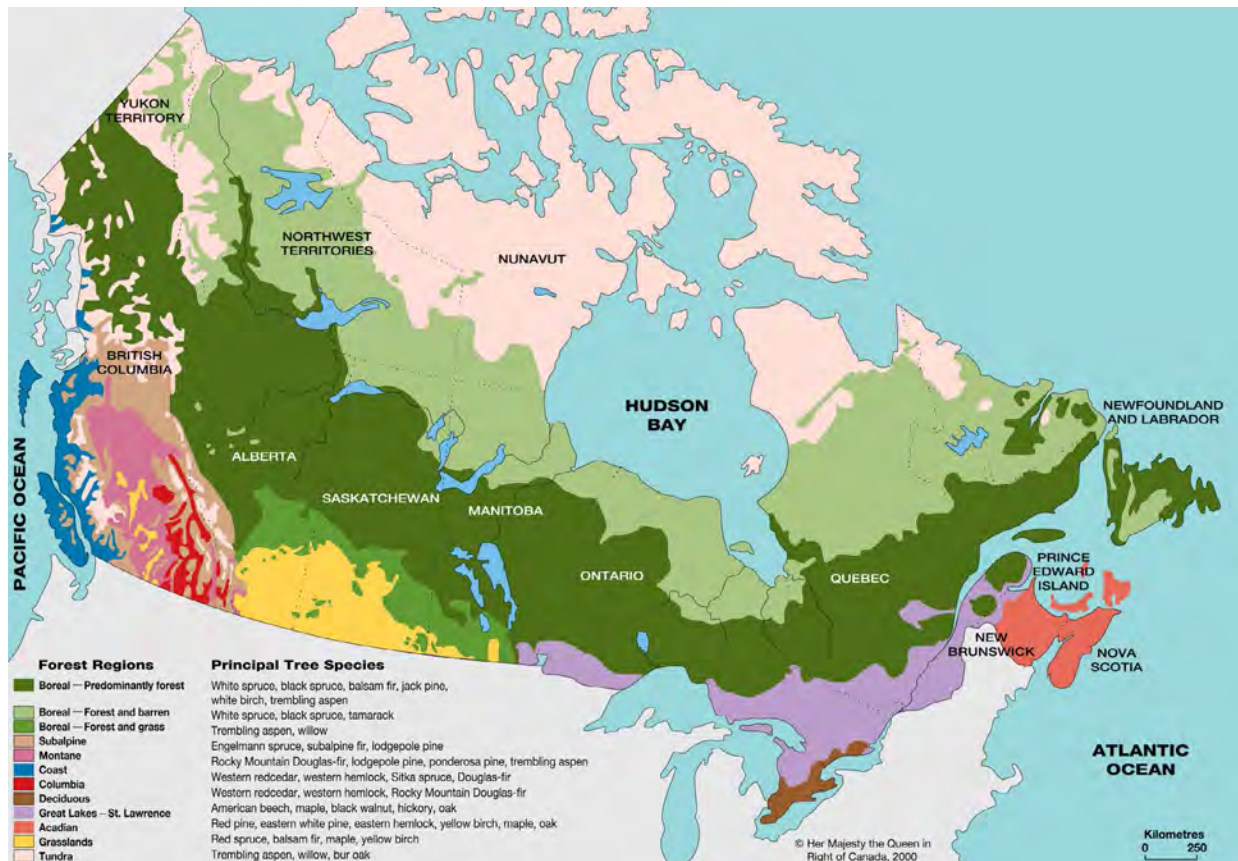 YUKON
TERRITORY
NORTHWEST
TERRITORIES
NUNAVUT
BRITISH
COLUMBIA
HUDSON
BAY
NEWFOUNDLAND
AND LABRADOR
PACIFIC OCEAN
ALBERTA
SASKATCHEWAN
MANITOBA
ONTARIO
QUEBEC
PRINCE
EDWARD
ISLAND
NEW
BRUNSWICK
NOVA
SCOTIA
ATLANTIC
OCEAN
Forest Regions Principal Tree Species
Boreal — Predominantly forest White spruce, black spruce, balsam fir, jack pine,
white birch, trembling aspen
Boreal — Forest and barren White spruce, black spruce, tamarack
Boreal — Forest and grass Trembling aspen, willow
Subalpine Engelmann spruce, subalpine fir, lodgepole pine
Montane Rocky Mountain Douglas-fir, lodgepole pine, ponderosa pine, trembling aspen
Coast Western redcedar, western hemlock, Sitka spruce, Douglas-fir
Columbia Western redcedar, western hemlock, Rocky Mountain Douglas-fir
Deciduous American beech, maple, black walnut, hickory, oak
Great Lakes – St. Lawrence Red pine, eastern white pine, eastern hemlock, yellow birch, maple, oak
Acadian Red spruce, balsam fir, maple, yellow birch
Grasslands Trembling aspen, willow, bur oak
Tundra
© Her Majesty the Queen in
Right of Canada, 2000
Kilometres
0 250